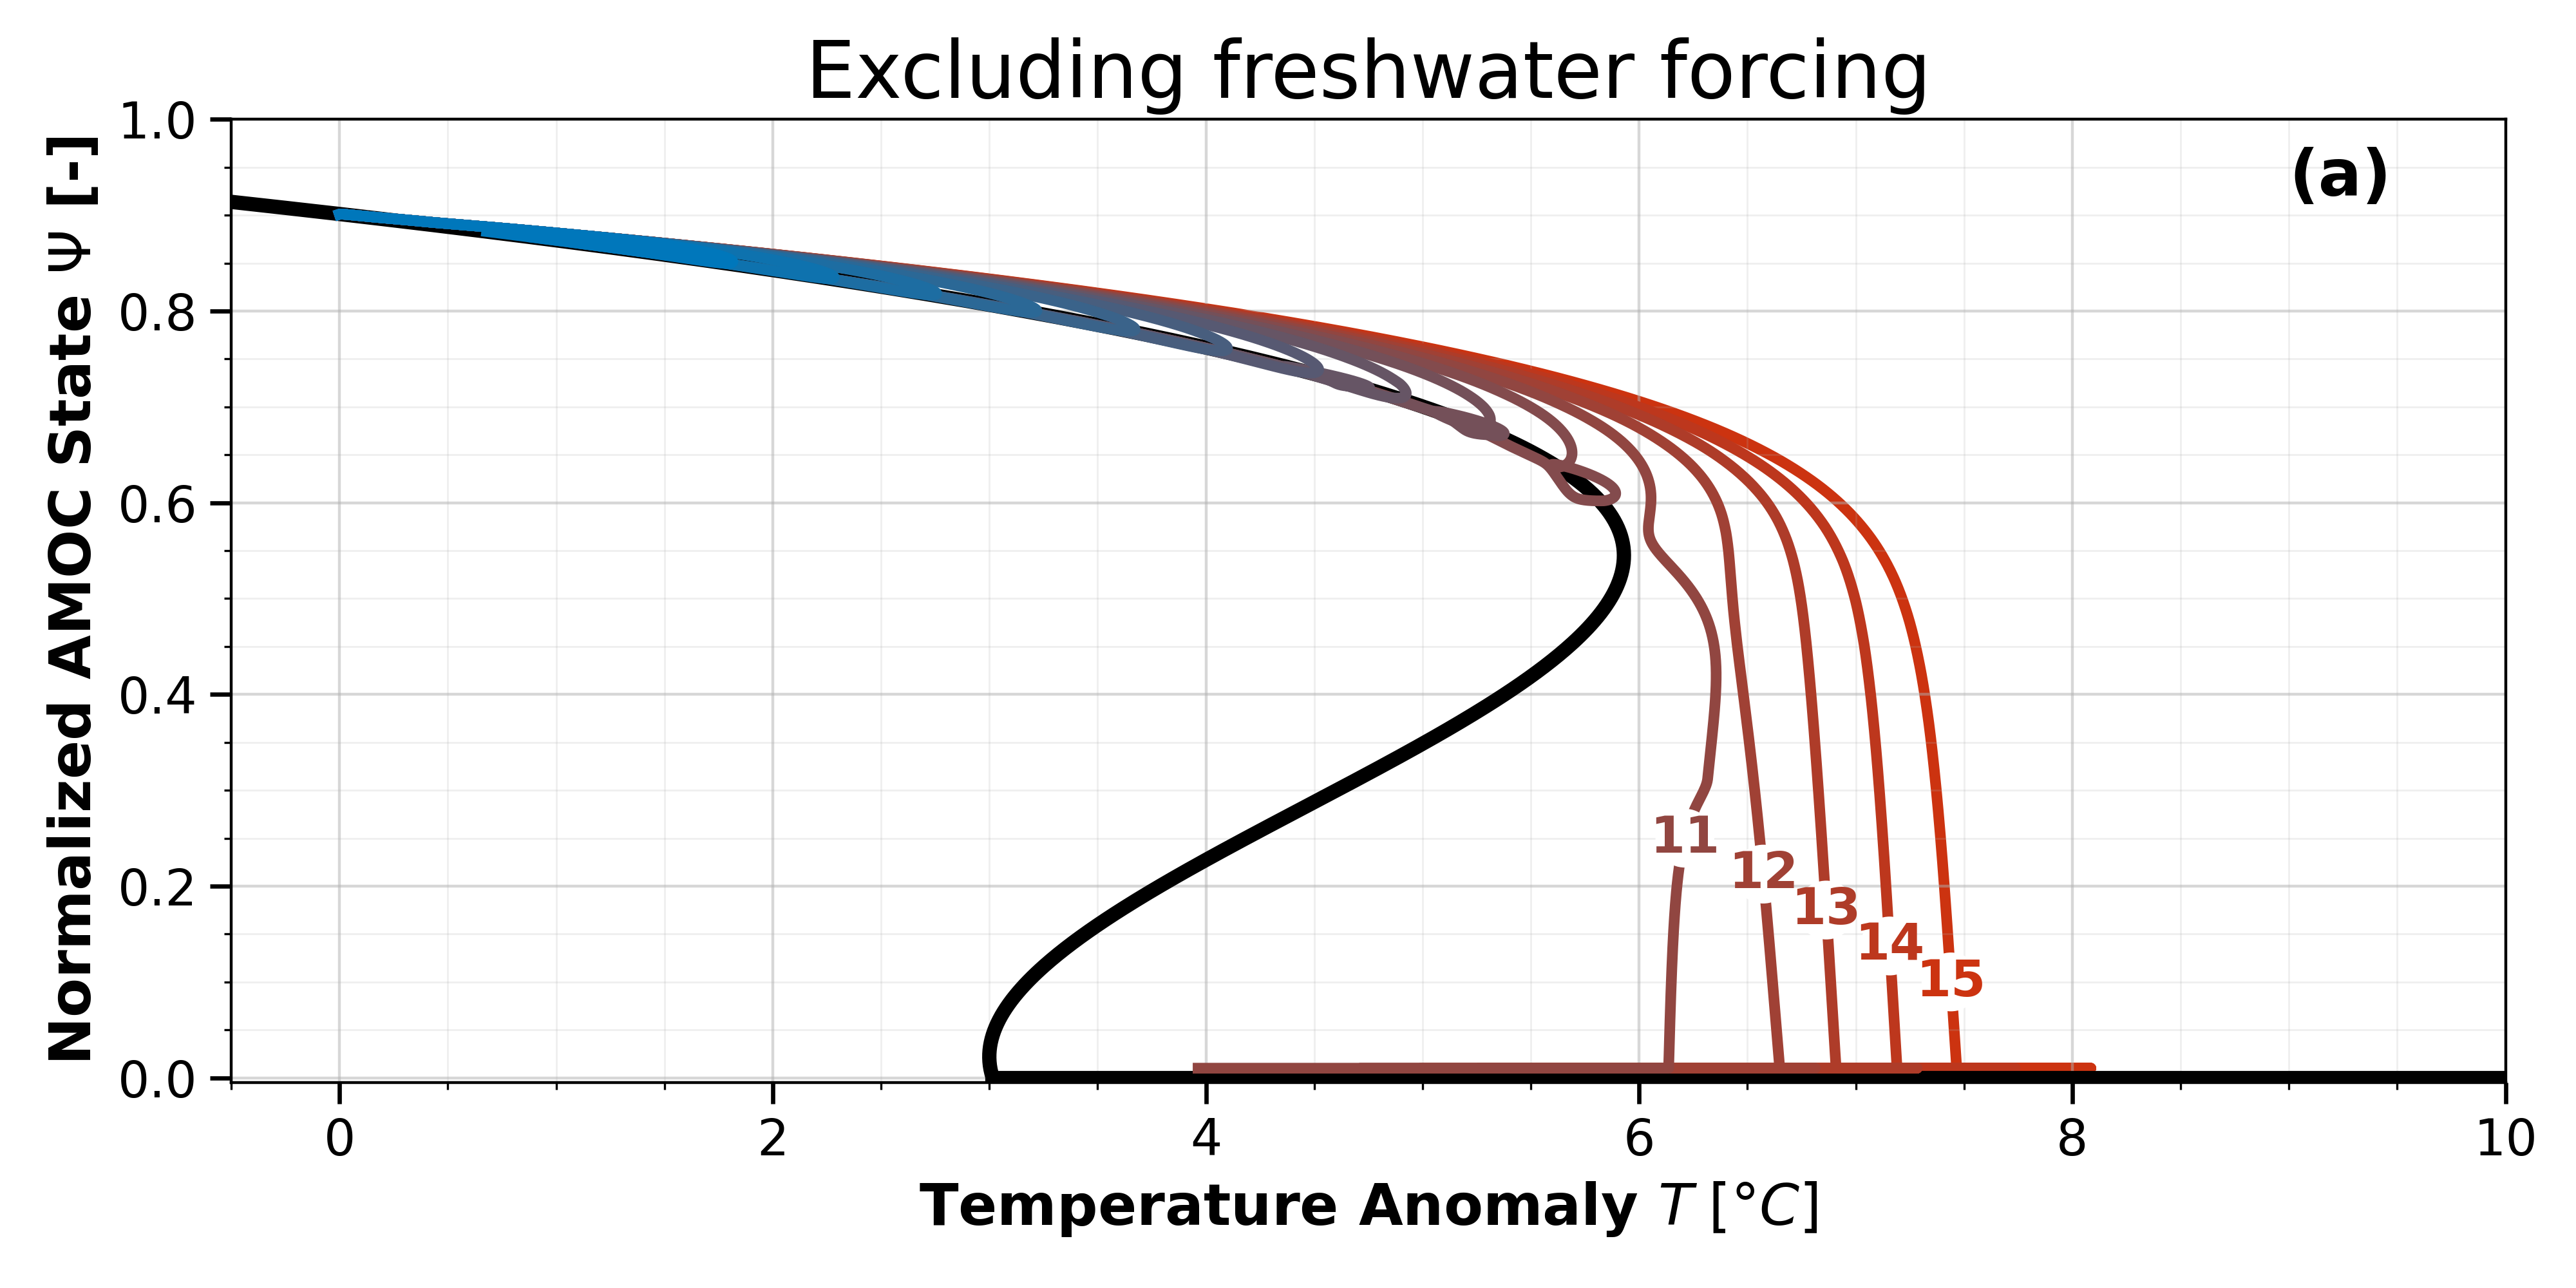 Excluding freshwater forcing
(a)
Normalized AMOC State Ψ [-]
1.0
0.8
0.6
0.4
0.2
0.0
11
12
13
14
15
0 2 4 6 8 10
Temperature Anomaly T [°C]